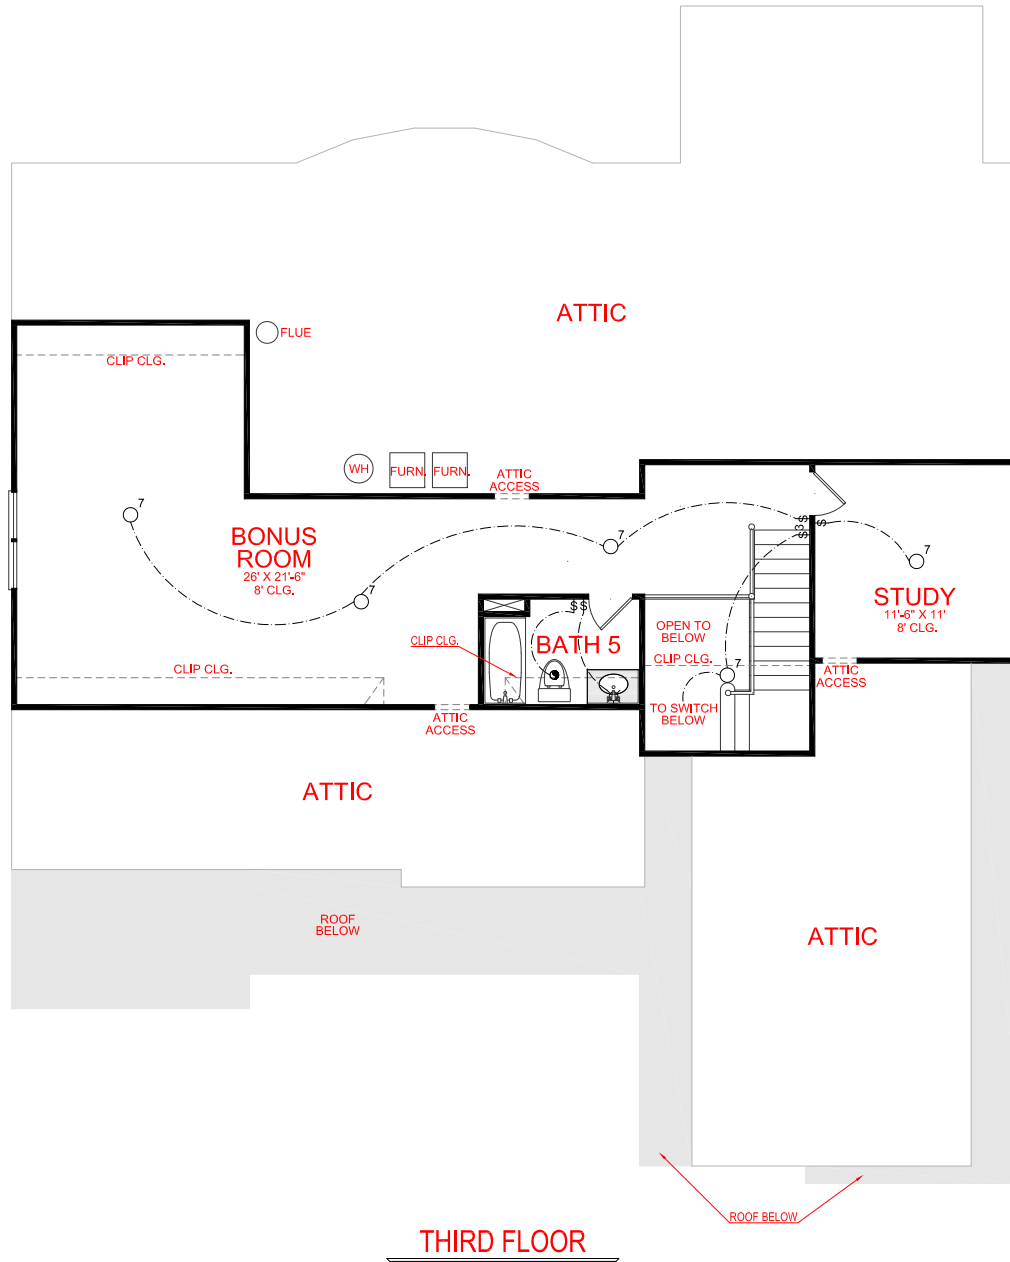 ATTIC
FLUE
CLIP CLG.
WH
FURN.
FURN.
ATTIC
ACCESS
7
7
7
7
7
$3$
$
BONUS
ROOM
26' X 21'-6"
8' CLG.
STUDY
11'-6" X 11'
8' CLG.
$$
BATH 5
CLIP CLG.
OPEN TO
BELOW
CLIP CLG.
CLIP CLG.
ATTIC
ACCESS
TO SWITCH
BELOW
ATTIC
ACCESS
ATTIC
ROOF
BELOW
ATTIC
ROOF BELOW
THIRD FLOOR